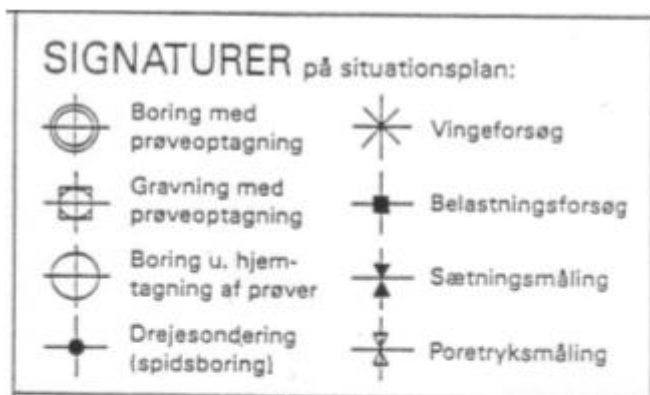 SIGNATURER på situationsplan:
Boring med
prøveoptagning
Gravning med
prøveoptagning
Boring u. hjem-
tagning af prøver
Drejesondering
(spidsboring)
Vingeforsøg
Belastningsforsøg
Sætningsmåling
Poretryksmåling